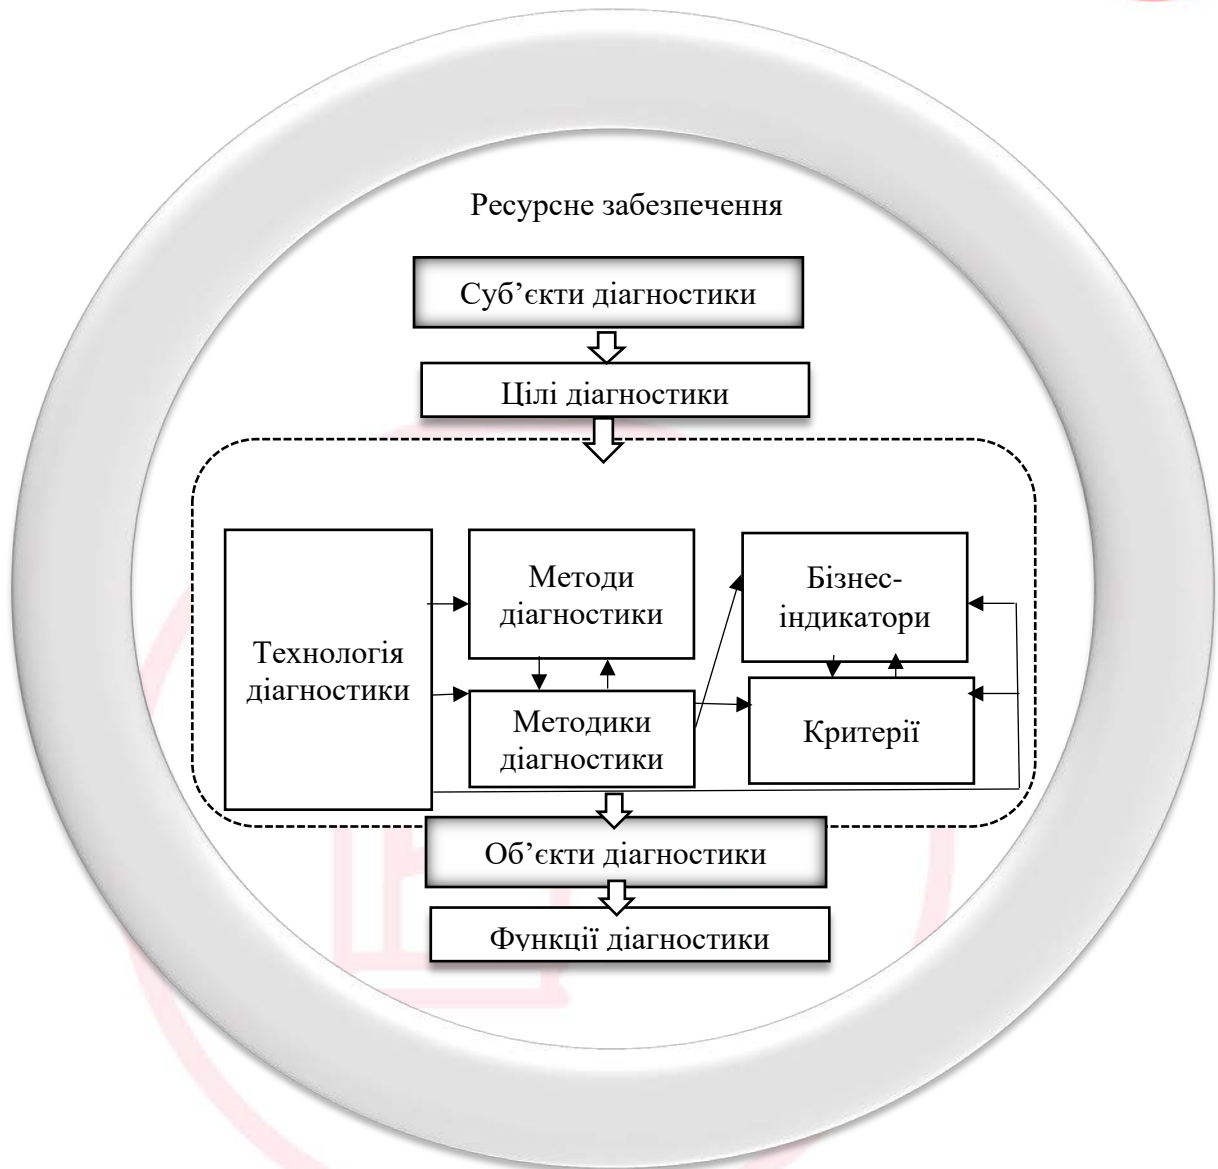 Ресурсне забезпечення
Суб’єкти діагностики
Цілі діагностики
Технологія
діагностики
Методи
діагностики
Методики
діагностики
Бізнес-
індикатори
Критерії
Об’єкти діагностики
Функції діагностики